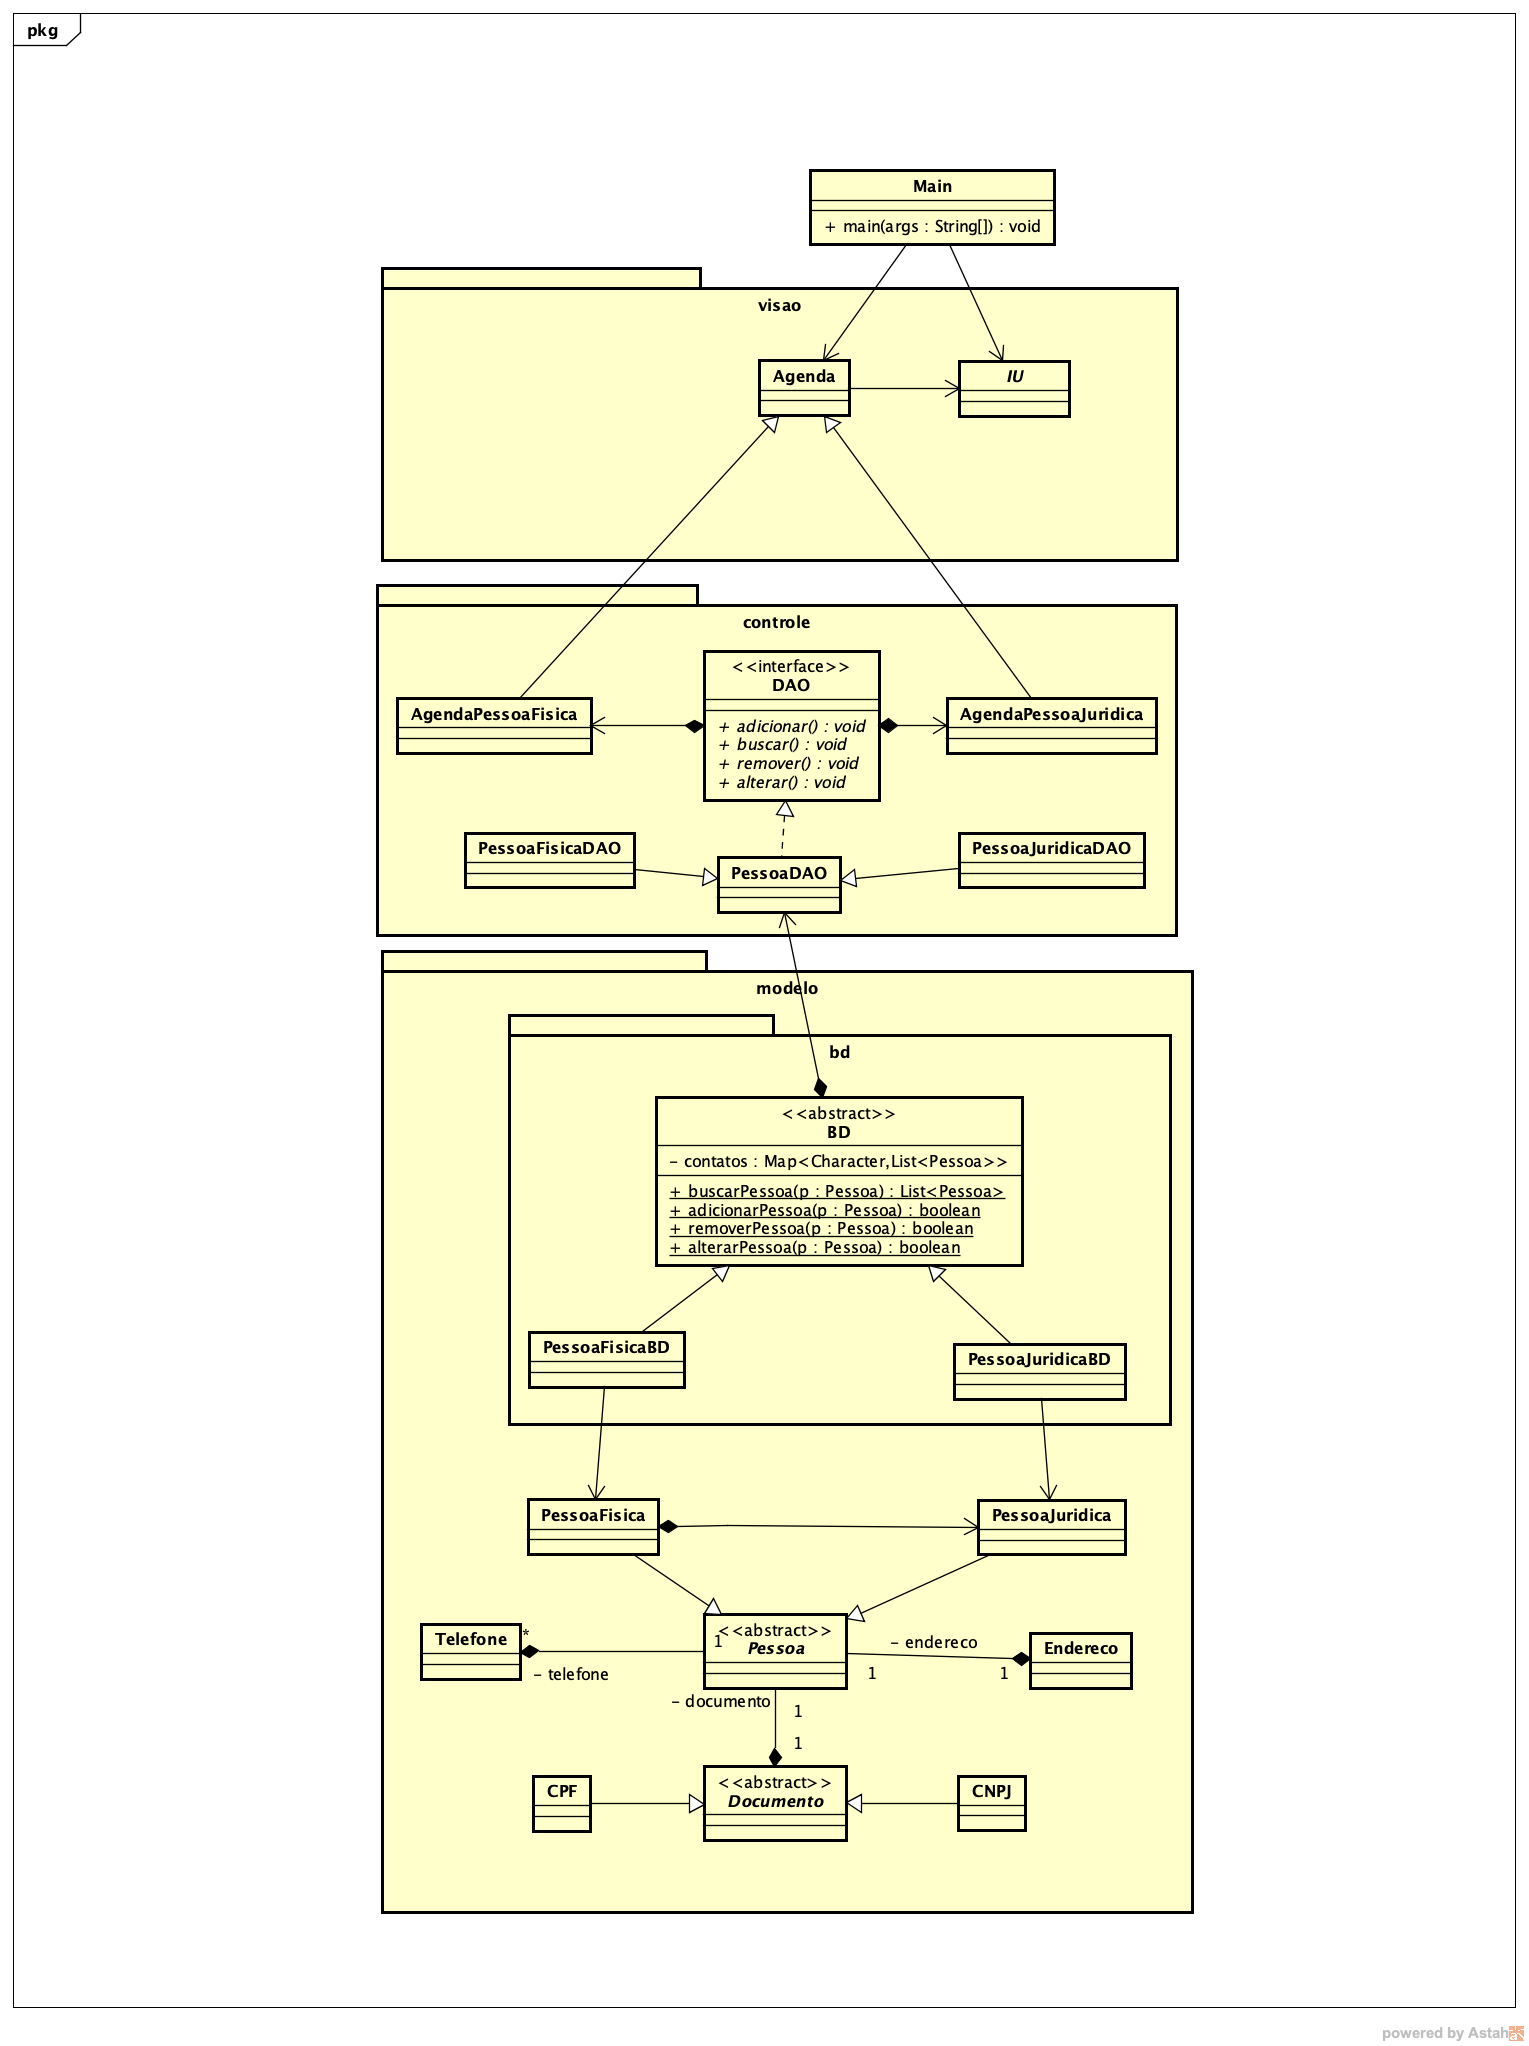 pkg
Main
+ main(args : String[]) : void
visao
Agenda
IU
controle
<<interface>>
DAO
+ adicionar() : void
+ buscar() : void
+ remover() : void
+ alterar() : void
AgendaPessoaFisica
AgendaPessoaJuridica
PessoaFisicaDAO
PessoaJuridicaDAO
PessoaDAO
modelo
bd
<<abstract>>
BD
- contatos : Map<Character,List<Pessoa>>
+ buscarPessoa(p : Pessoa) : List<Pessoa>
+ adicionarPessoa(p : Pessoa) : boolean
+ removerPessoa(p : Pessoa) : boolean
+ alterarPessoa(p : Pessoa) : boolean
PessoaFisicaBD
PessoaJuridicaBD
PessoaFisica
PessoaJuridica
Telefone
*
- telefone
1
<<abstract>>
Pessoa
- endereco
1
1
Endereco
- documento
1
1
CPF
<<abstract>>
Documento
CNPJ
powered by Astah